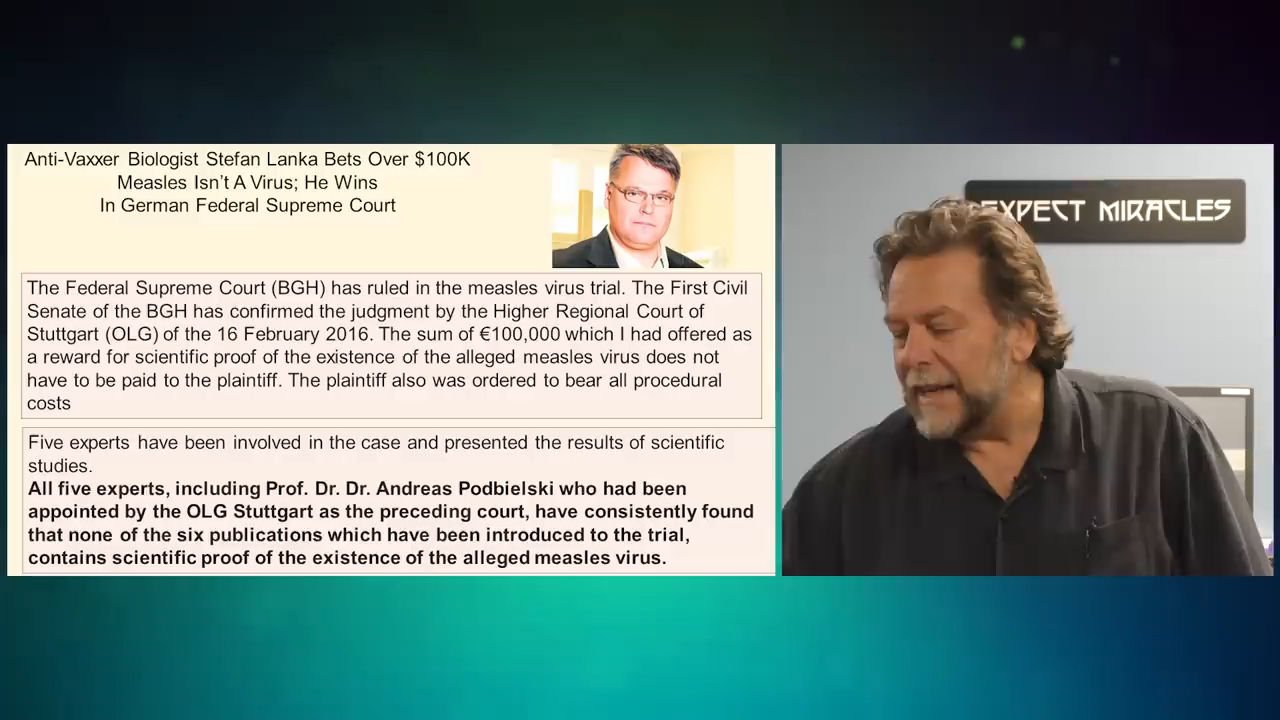 Anti-Vaxxer Biologist Stefan Lanka Bets Over $100K
Measles Isn't A Virus; He Wins
In German Federal Supreme Court
The Federal Supreme Court (BGH) has ruled in the measles virus trial. The First Civil
Senate of the BGH has confirmed the judgment by the Higher Regional Court of
Stuttgart (OLG) of the 16 February 2016. The sum of €100,000 which I had offered as
a reward for scientific proof of the existence of the alleged measles virus does not
have to be paid to the plaintiff. The plaintiff also was ordered to bear all procedural
costs
Five experts have been involved in the case and presented the results of scientific
studies.
All five experts, including Prof. Dr. Dr. Andreas Podbielski who had been
appointed by the OLG Stuttgart as the preceding court, have consistently found
that none of the six publications which have been introduced to the trial,
contains scientific proof of the existence of the alleged measles virus.
EXPECT MIRACLES